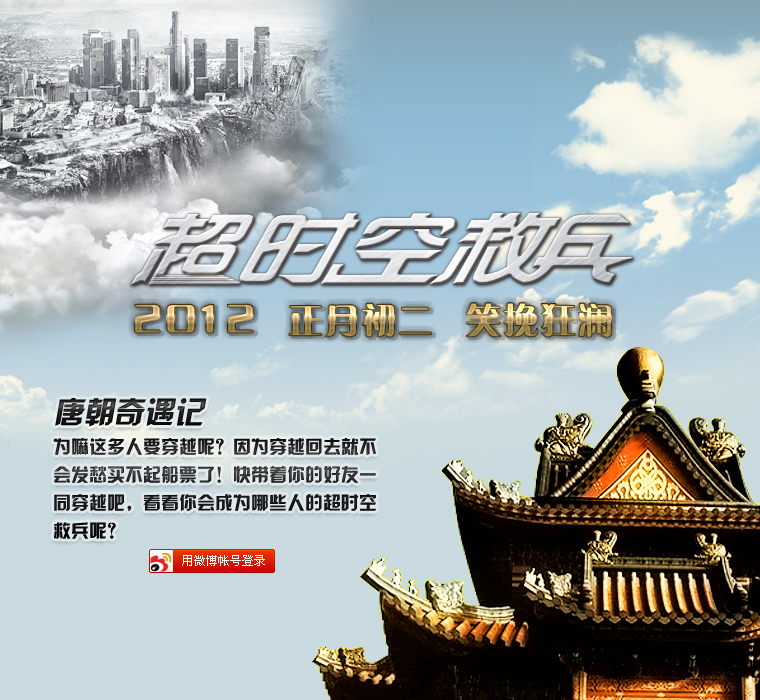 超时空救兵
2012 正月初二 笑挽狂澜
唐朝奇遇记
为嘛这多人要穿越呢？因为穿越回去就不
会发愁买不起船票了！快带着你的好友一
同穿越吧，看看你会成为哪些人的超时空
救兵呢？
用微博帐号登录